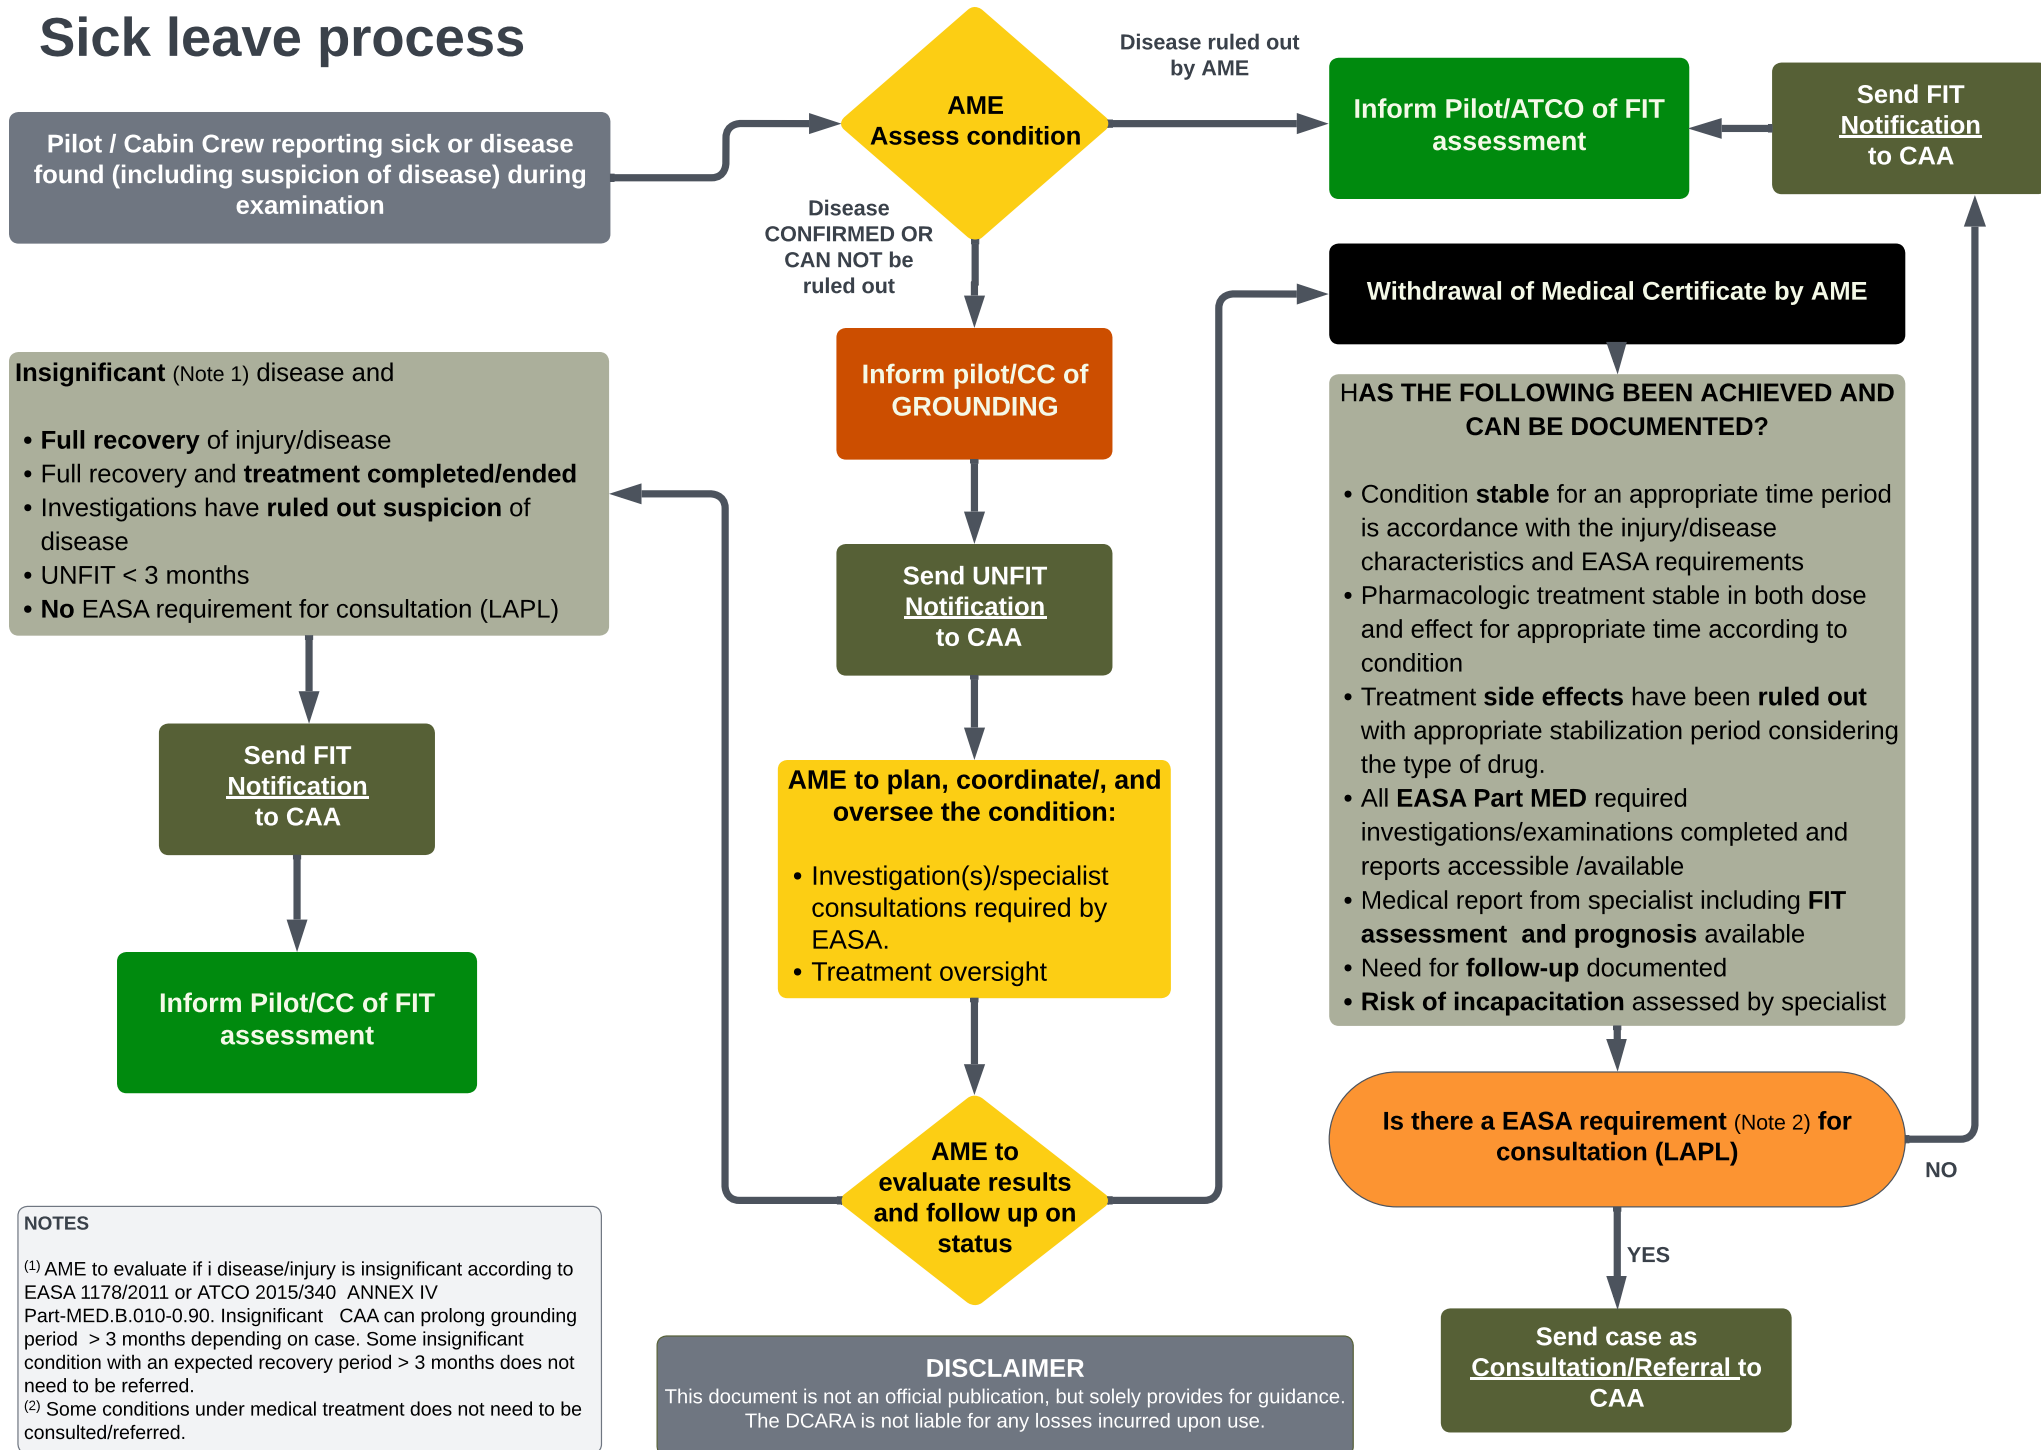 Sick leave process
Pilot / Cabin Crew reporting sick or disease
found (including suspicion of disease) during
examination
AME
Assess condition
Disease ruled out
by AME
Inform Pilot/ATCO of FIT
assessment
Send FIT
Notification
to CAA
Disease
CONFIRMED OR
CAN NOT be
ruled out
Inform pilot/CC of
GROUNDING
Send UNFIT
Notification
to CAA
AME to plan, coordinate/, and
oversee the condition:
• Investigation(s)/specialist
consultations required by
EASA.
• Treatment oversight
AME to
evaluate results
and follow up on
status
Insignificant (Note 1) disease and
• Full recovery of injury/disease
• Full recovery and treatment completed/ended
• Investigations have ruled out suspicion of
disease
• UNFIT < 3 months
• No EASA requirement for consultation (LAPL)
Send FIT
Notification
to CAA
Inform Pilot/CC of FIT
assessment
Withdrawal of Medical Certificate by AME
HAS THE FOLLOWING BEEN ACHIEVED AND
CAN BE DOCUMENTED?
• Condition stable for an appropriate time period
is accordance with the injury/disease
characteristics and EASA requirements
• Pharmacologic treatment stable in both dose
and effect for appropriate time according to
condition
• Treatment side effects have been ruled out
with appropriate stabilization period considering
the type of drug.
• All EASA Part MED required
investigations/examinations completed and
reports accessible /available
• Medical report from specialist including FIT
assessment  and prognosis available
• Need for follow-up documented
• Risk of incapacitation assessed by specialist
Is there a EASA requirement (Note 2) for
consultation (LAPL)
NO
YES
Send case as
Consultation/Referral to
CAA
NOTES
(1) AME to evaluate if i disease/injury is insignificant according to
EASA 1178/2011 or ATCO 2015/340  ANNEX IV
Part-MED.B.010-0.90. Insignificant   CAA can prolong grounding
period  > 3 months depending on case. Some insignificant
condition with an expected recovery period > 3 months does not
need to be referred.
(2) Some conditions under medical treatment does not need to be
consulted/referred.
DISCLAIMER
This document is not an official publication, but solely provides for guidance.
The DCARA is not liable for any losses incurred upon use.